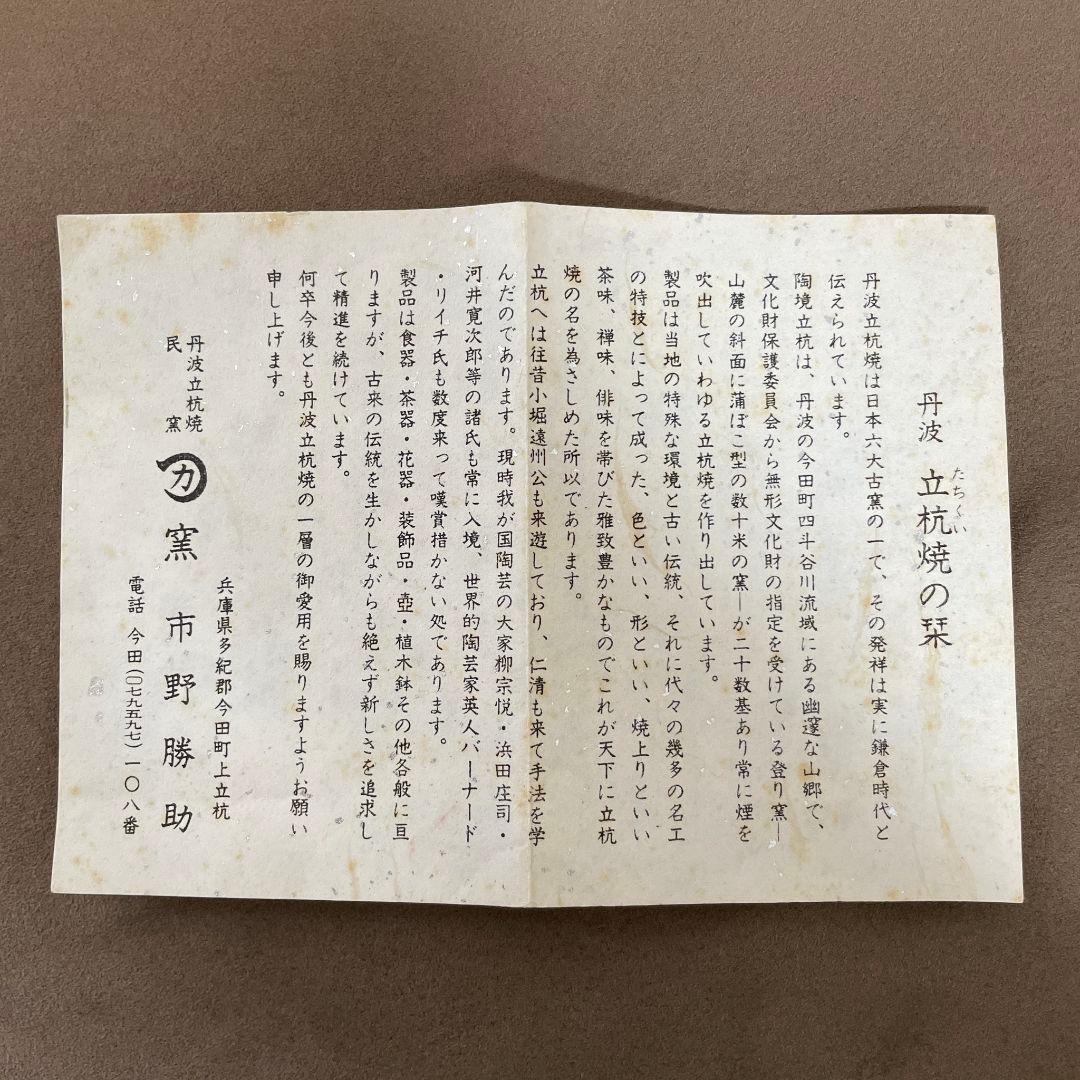 丹波 立杭焼の栞
たちくい
丹波立杭焼は日本六大古窯の一で、その発祥は実に鎌倉時代と
伝えられています。
陶境立杭は、丹波の今田町四斗谷川流域にある幽邃な山郷で、
文化財保護委員会から無形文化財の指定を受けている登り窯—
山麓の斜面に蒲ぼこ型の数十米の窯—が二十数基あり常に煙を
吹出していわゆる立杭焼を作り出しています。
製品は当地の特殊な環境と古い伝統、それに代々の幾多の名工
の特技とによって成った、色といい、形といい、焼上りといい
茶味、禅味、俳味を帯びた雅致豊かなものでこれが天下に立杭
焼の名を為さしめた所以であります。
立杭へは往昔小堀遠州公も来遊しており、仁清も来て手法を学
んだのであります。現時我が国陶芸の大家柳宗悦・浜田庄司・
河井寛次郎等の諸氏も常に入境、世界的陶芸家英人バーナード
・リイチ氏も数度来って嘆賞措かない処であります。
製品は食器・茶器・花器・装飾品・壺・植木鉢その他各般に亘
りますが、古来の伝統を生かしながらも絶えず新しさを追求し
て精進を続けています。
何卒今後とも丹波立杭焼の一層の御愛用を賜りますようお願い
申し上げます。
兵庫県多紀郡今田町上立杭
丹波立杭焼
民窯 カ窯 市野勝助
電話 今田(〇七九五九七)一〇八番